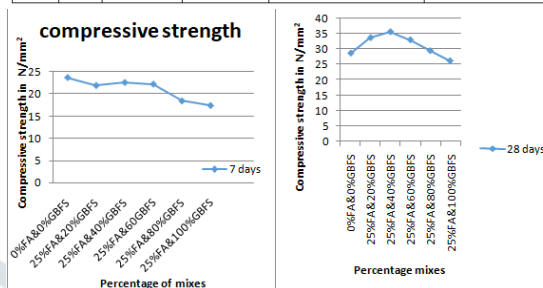 compressive strength
Compressive strength in N/mm²
25
20
15
10
5
0
7 days
0%FA&0%GBFS
25%FA&20%GBFS
25%FA&40%GBFS
25%FA&60GBFS
25%FA&80%GBFS
25%FA&100%GBFS
Percentage of mixes
Compressive strength in N/mm²
40
35
30
25
20
15
10
5
0
28 days
0%FA&0%GBFS
25%FA&20%GBFS
25%FA&40%GBFS
25%FA&60%GBFS
25%FA&80%GBFS
25%FA&100%GBFS
Percentage mixes